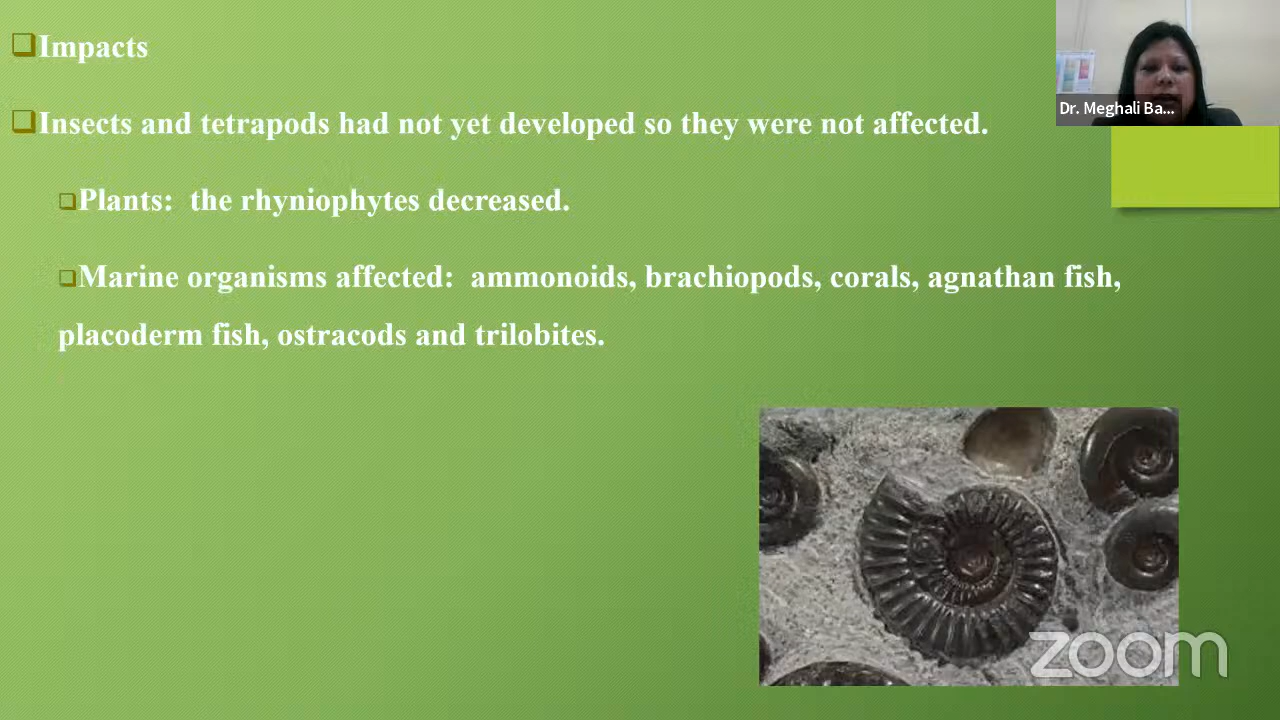 Impacts
Insects and tetrapods had not yet developed so they were not affected.
Plants: the rhyniophytes decreased.
Marine organisms affected: ammonoids, brachiopods, corals, agnathan fish,
placoderm fish, ostracods and trilobites.
Dr. Meghali Ba...
zoom